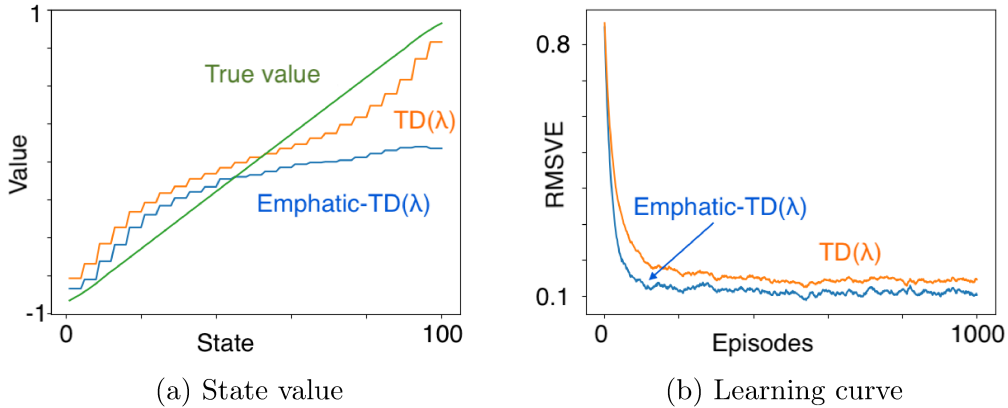 1
True value
TD(λ)
Value
Emphatic-TD(λ)
-1
0
State
100
(a) State value
0.8
RMSVE
Emphatic-TD(λ)
TD(λ)
0.1
0
Episodes
1000
(b) Learning curve